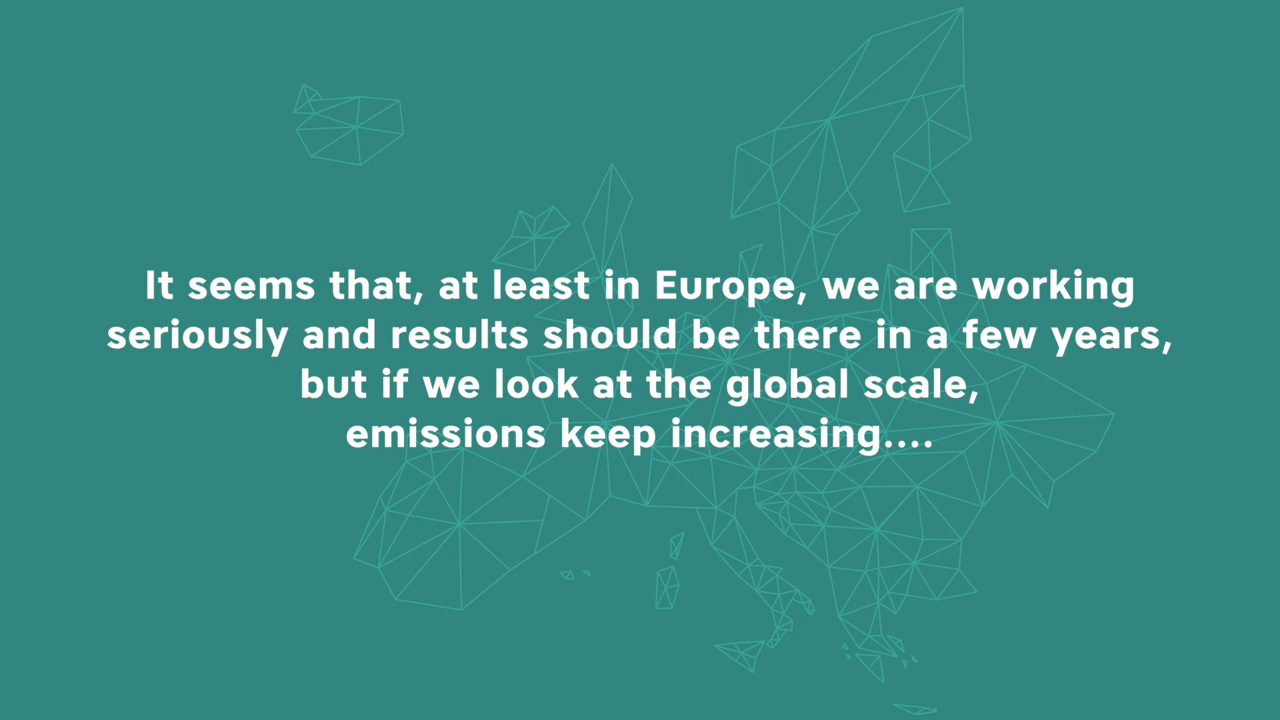 It seems that, at least in Europe, we are working
seriously and results should be there in a few years,
but if we look at the global scale,
emissions keep increasing....